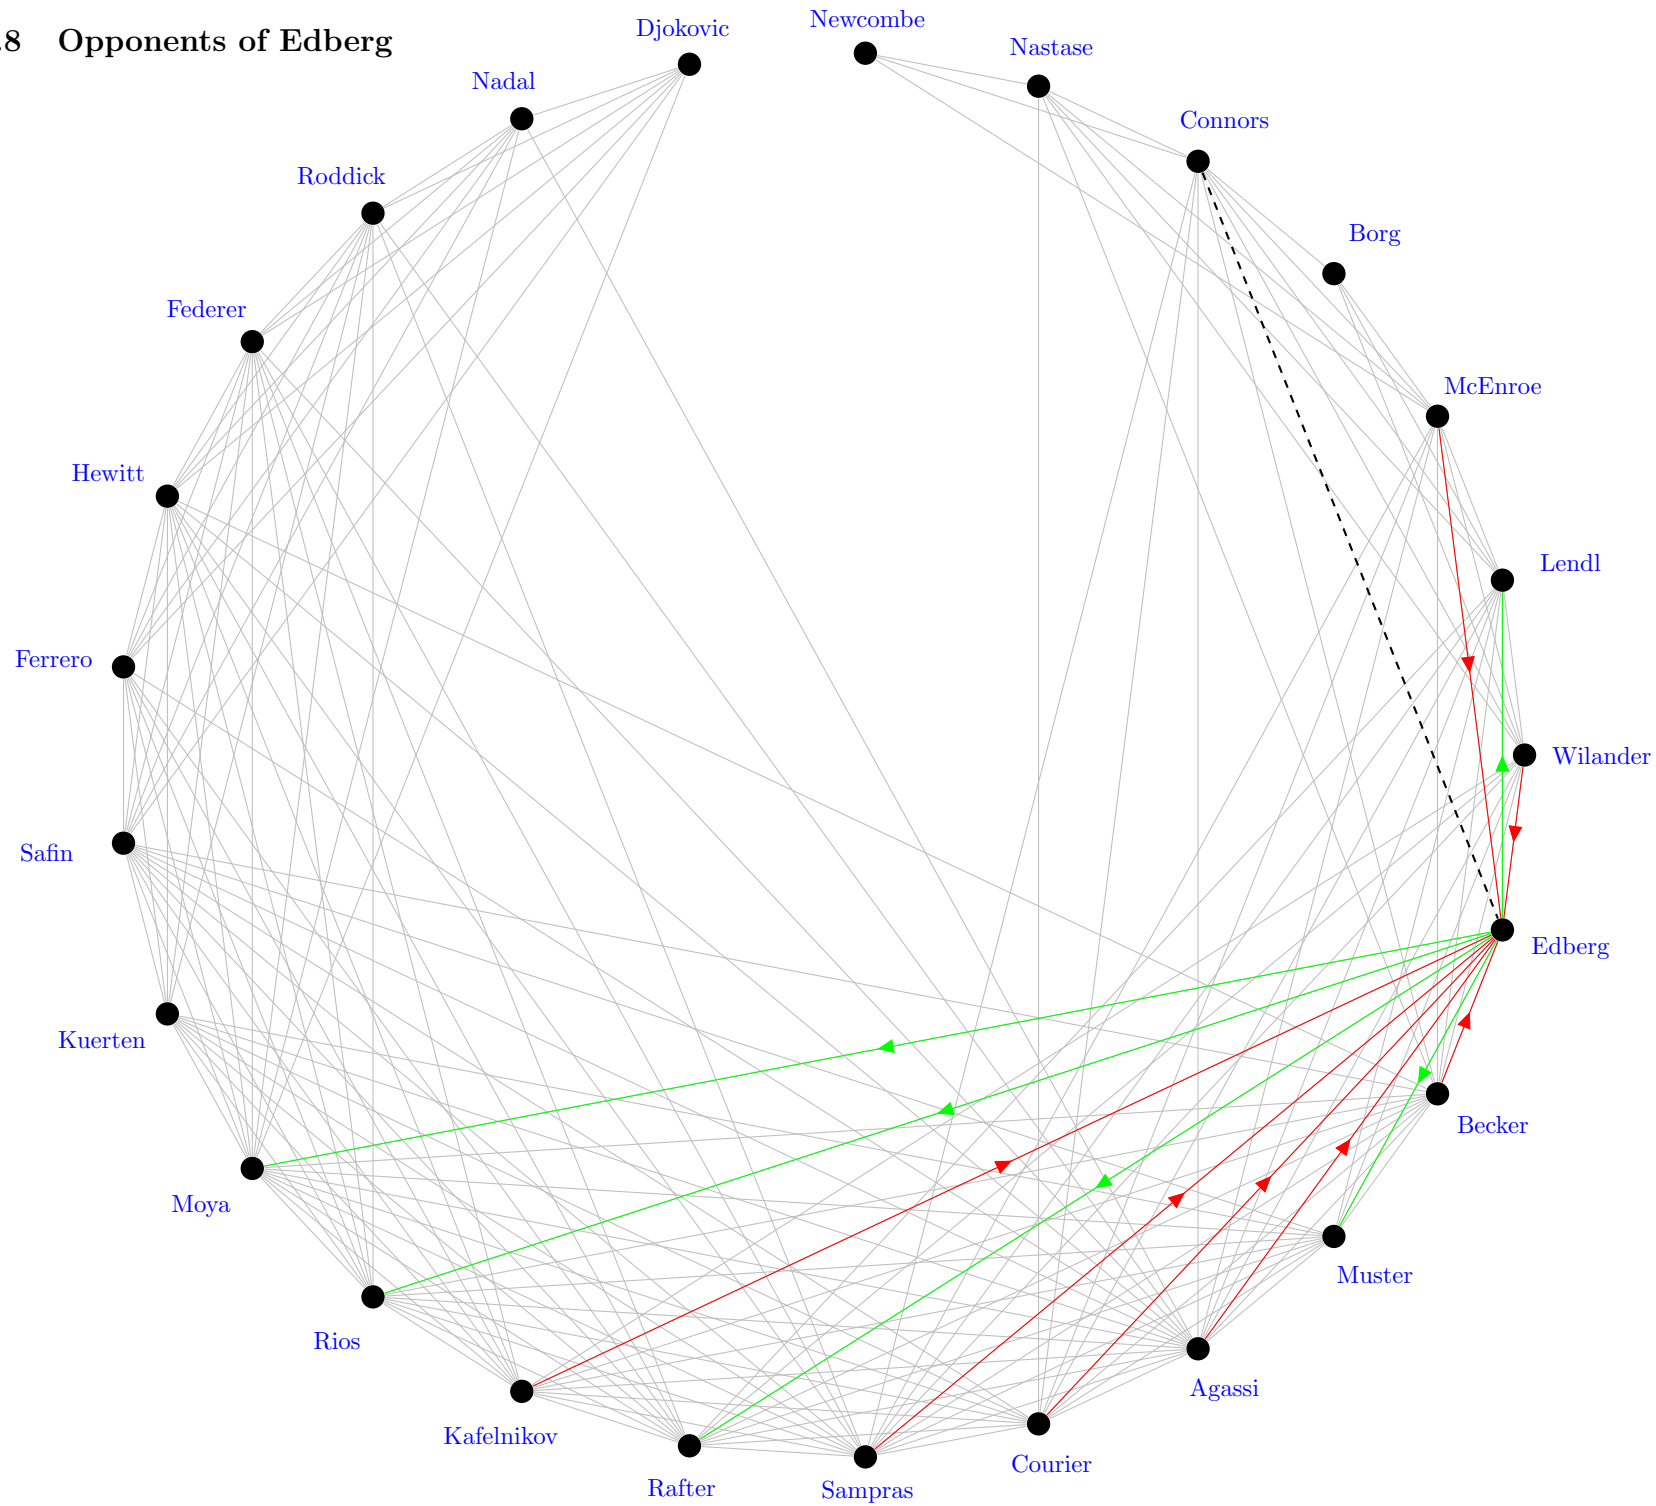 .8 Opponents of Edberg
Newcombe
Djokovic
Nastase
Nadal
Connors
Roddick
Borg
Federer
McEnroe
Hewitt
Lendl
Ferrero
Wilander
Safin
Edberg
Kuerten
Becker
Moya
Muster
Rios
Agassi
Kafelnikov
Courier
Rafter
Sampras